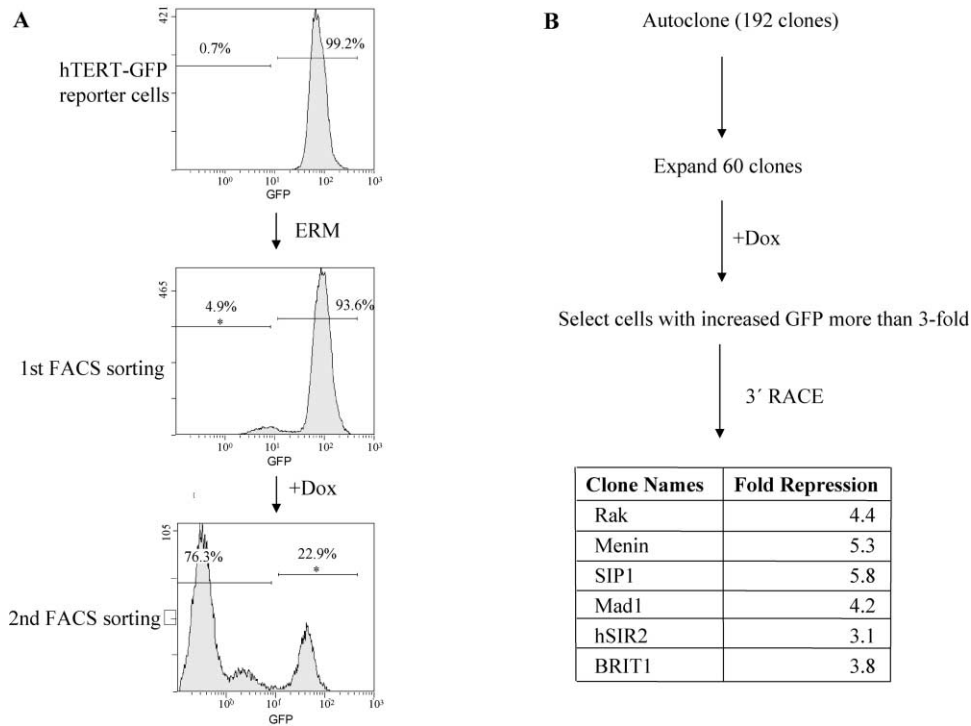 A
421
0.7%
99.2%
hTERT-GFP
reporter cells
10⁰ 10¹ 10² 10³
GFP
ERM
465
4.9%
*
93.6%
1st FACS sorting
10⁰ 10¹ 10² 10³
GFP
+Dox
105
76.3%
22.9%
*
2nd FACS sorting
10⁰ 10¹ 10² 10³
GFP
B
Autoclone (192 clones)
Expand 60 clones
+Dox
Select cells with increased GFP more than 3-fold
3´ RACE
Clone Names Fold Repression
Rak 4.4
Menin 5.3
SIP1 5.8
Mad1 4.2
hSIR2 3.1
BRIT1 3.8